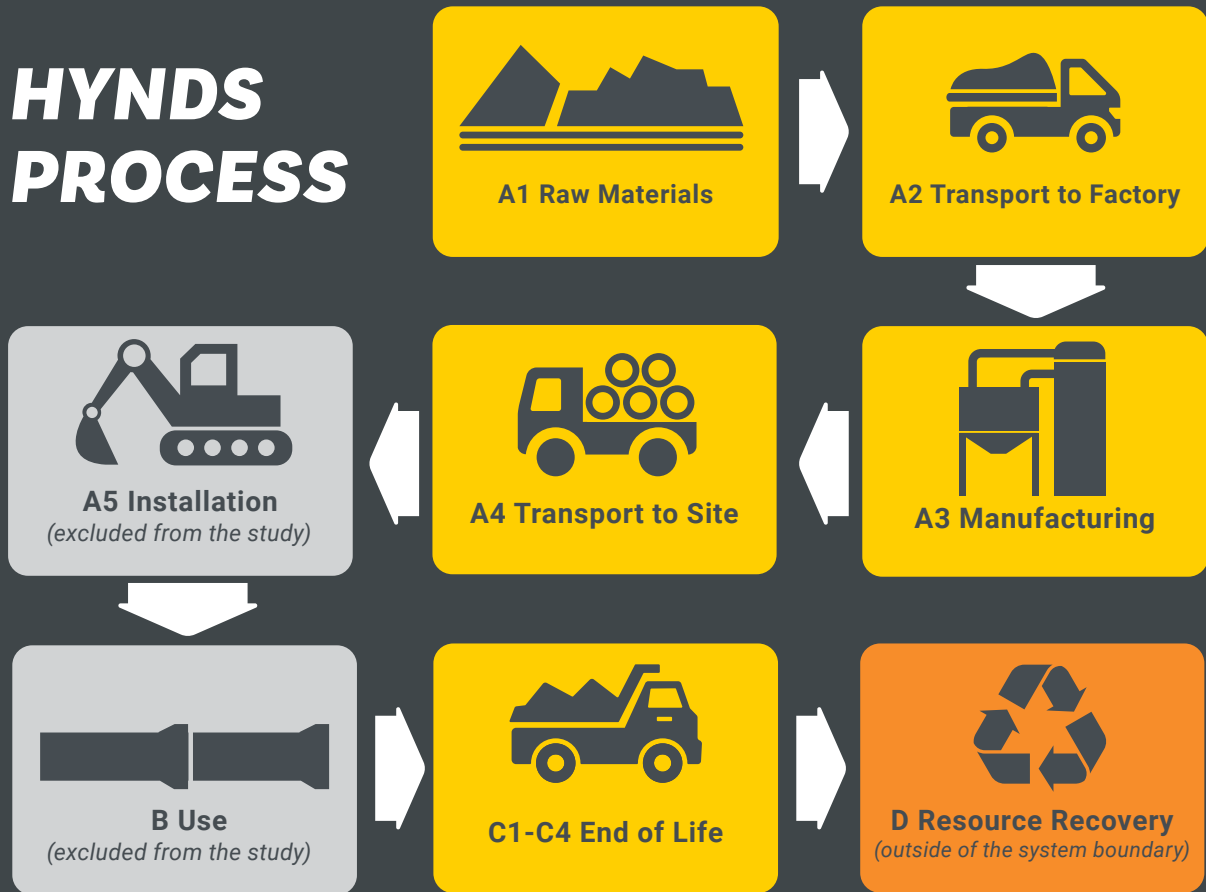 HYNDS
PROCESS
A1 Raw Materials
A2 Transport to Factory
A3 Manufacturing
A4 Transport to Site
A5 Installation
(excluded from the study)
B Use
(excluded from the study)
C1-C4 End of Life
D Resource Recovery
(outside of the system boundary)